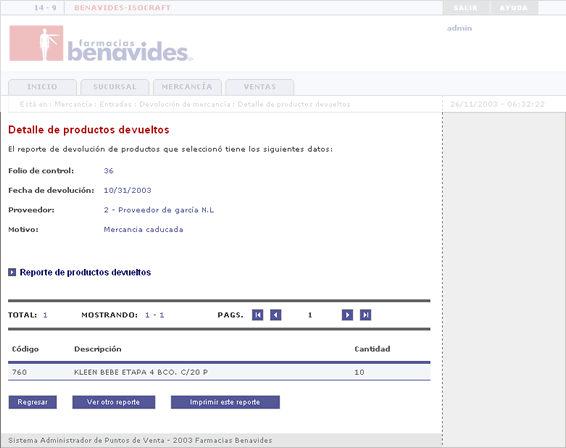 14 - 9 BENAVIDES-ISOCRAFT SALIR AYUDA
admin
farmacias
benavides
INICIO SUCURSAL MERCANCÍA VENTAS
Está en : Mercancía : Entradas : Devolución de mercancía : Detalle de productos devueltos 26/11/2003 - 06:32:22
Detalle de productos devueltos
El reporte de devolución de productos que seleccionó tiene los siguientes datos:
Folio de control: 36
Fecha de devolución: 10/31/2003
Proveedor: 2 - Proveedor de garcía N.L
Motivo: Mercancia caducada
Reporte de productos devueltos
TOTAL: 1 MOSTRANDO: 1 - 1 PAGS. 1
Código Descripción Cantidad
760 KLEEN BEBE ETAPA 4 BCO. C/20 P 10
Regresar Ver otro reporte Imprimir este reporte
Sistema Administrador de Puntos de Venta - 2003 Farmacias Benavides